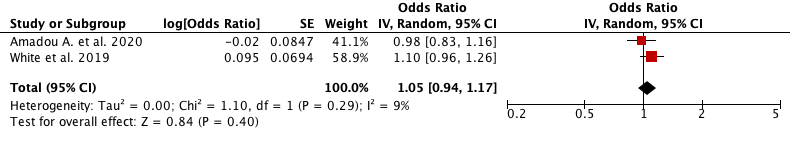 Odds Ratio Odds Ratio
Study or Subgroup log[Odds Ratio] SE Weight IV, Random, 95% CI IV, Random, 95% CI
Amadou A. et al. 2020 −0.02 0.0847 41.1% 0.98 [0.83, 1.16]
White et al. 2019 0.095 0.0694 58.9% 1.10 [0.96, 1.26]
Total (95% CI) 100.0% 1.05 [0.94, 1.17]
Heterogeneity: Tau² = 0.00; Chi² = 1.10, df = 1 (P = 0.29); I² = 9%
Test for overall effect: Z = 0.84 (P = 0.40)
0.2 0.5 1 2 5